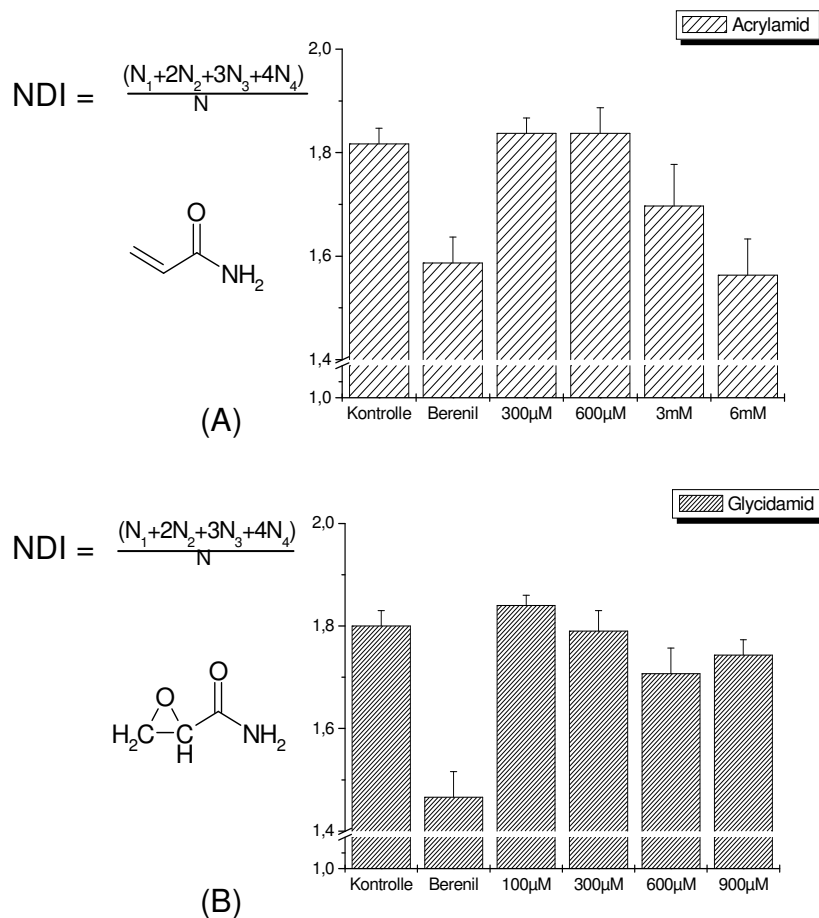 Acrylamid
NDI = (N₁+2N₂+3N₃+4N₄)
N
2,0
1,8
1,6
1,4
1,0
O
NH₂
Kontrolle Berenil 300µM 600µM 3mM 6mM
(A)
Glycidamid
NDI = (N₁+2N₂+3N₃+4N₄)
N
2,0
1,8
1,6
1,4
1,0
O
O
H₂C C NH₂
H
Kontrolle Berenil 100µM 300µM 600µM 900µM
(B)